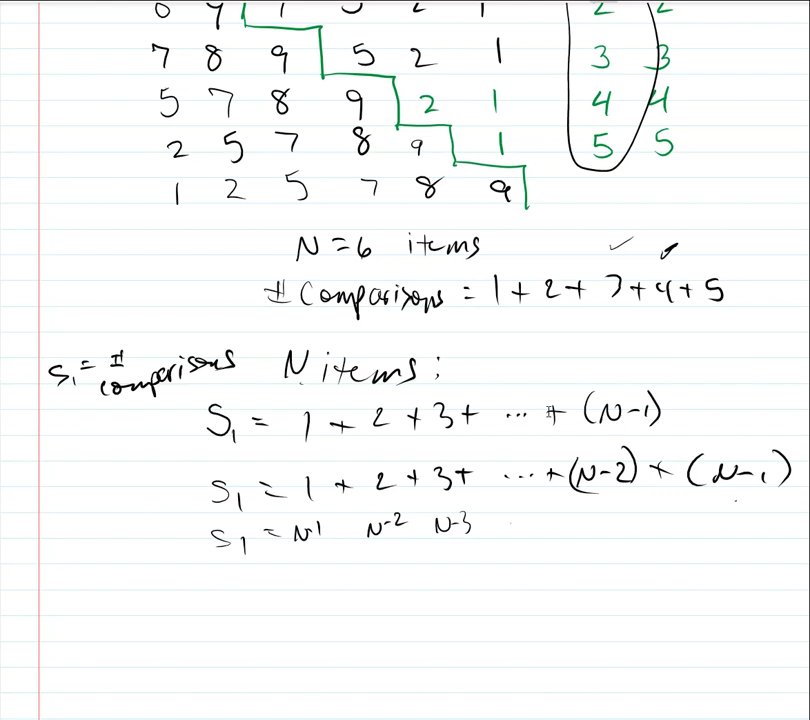 7 8 9 5 2 1 3 3
5 7 8 9 2 1 4 4
2 5 7 8 9 1 5 5
1 2 5 7 8 9
N = 6 items
# Comparisons = 1 + 2 + 3 + 4 + 5
S1 = # comparisons N items:
S1 = 1 + 2 + 3 + ... + (N-1)
S1 = 1 + 2 + 3 + ... + (N-2) + (N-1)
S1 = N-1 N-2 N-3